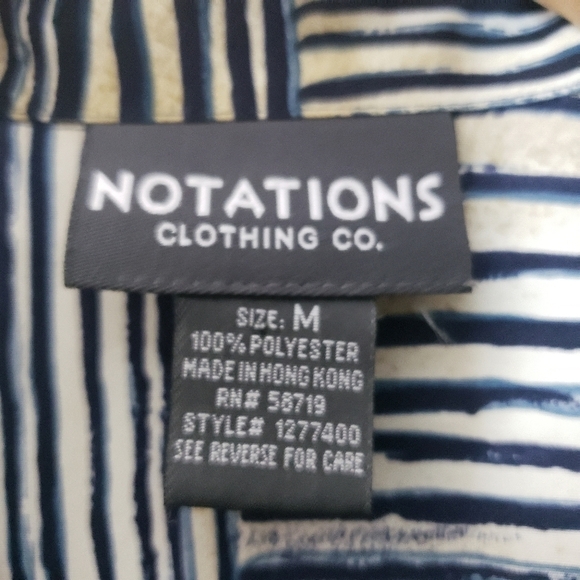 NOTATIONS
CLOTHING CO.
SIZE: M
100% POLYESTER
MADE IN HONG KONG
RN# 58719
STYLE# 1277400
SEE REVERSE FOR CARE